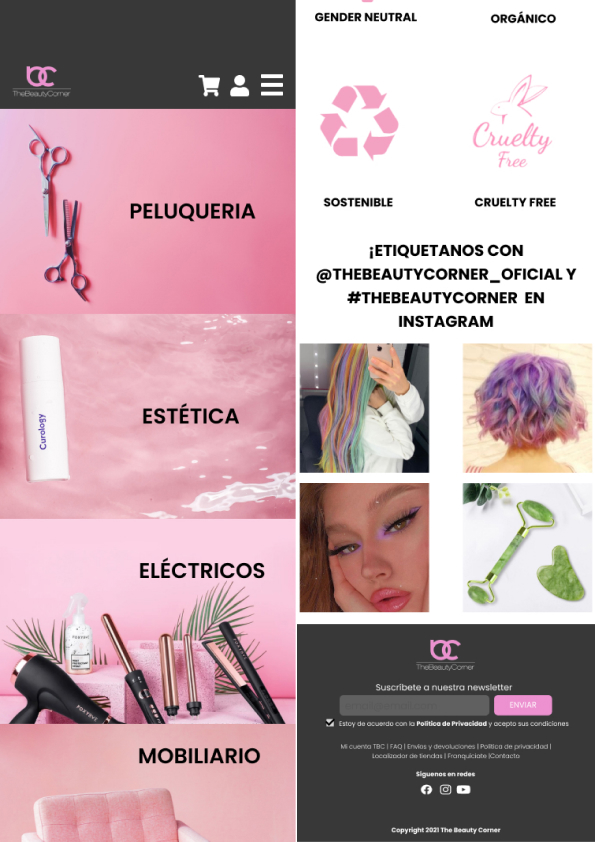 TheBeautyCorner
PELUQUERIA
Curology
ESTÉTICA
ELÉCTRICOS
FOXYBVE
MOBILIARIO
GENDER NEUTRAL
ORGÁNICO
Cruelty
Free
SOSTENIBLE
CRUELTY FREE
¡ETIQUETANOS CON
@THEBEAUTYCORNER_OFICIAL Y
#THEBEAUTYCORNER EN
INSTAGRAM
TheBeautyCorner
Suscríbete a nuestra newsletter
ENVIAR
Estoy de acuerdo con la Política de Privacidad y acepto sus condiciones
Mi cuenta TBC | FAQ | Envíos y devoluciones | Política de privacidad |
Localizador de tiendas | Franquíciate |Contacto
Síguenos en redes
Copyright 2021 The Beauty Corner